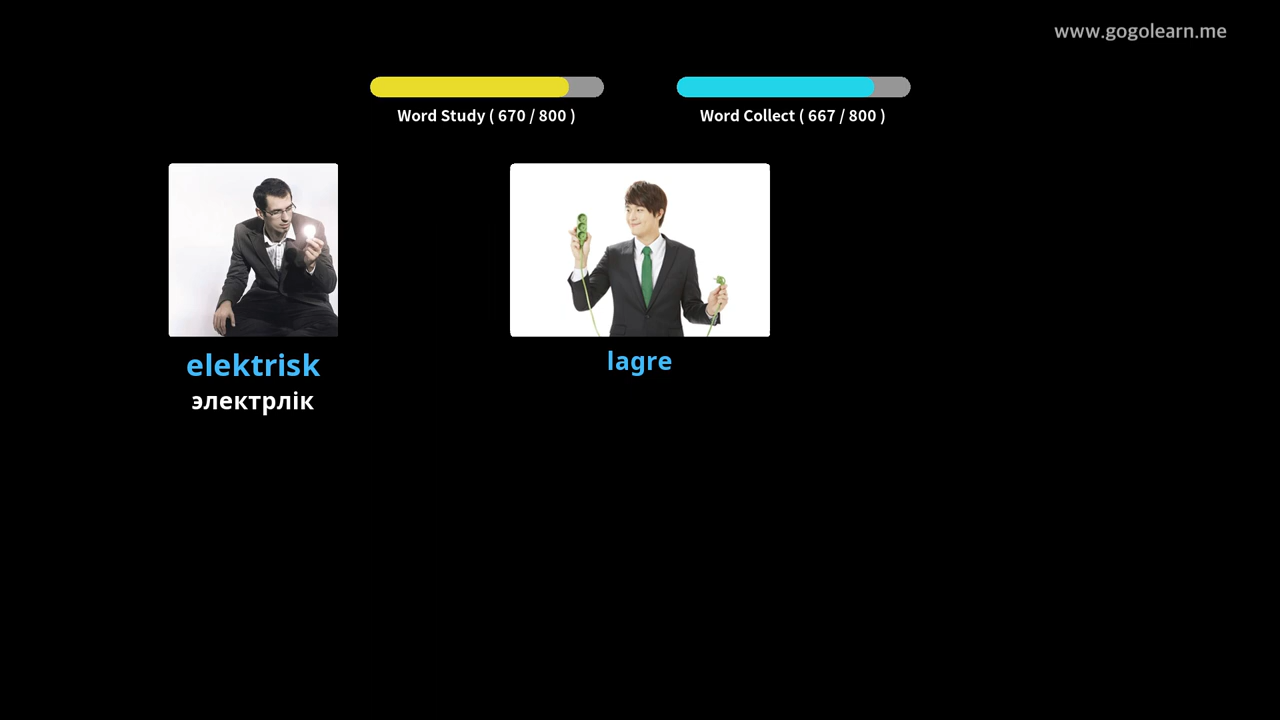 www.gogolearn.me
Word Study ( 670 / 800 )
Word Collect ( 667 / 800 )
elektrisk
электрлік
lagre